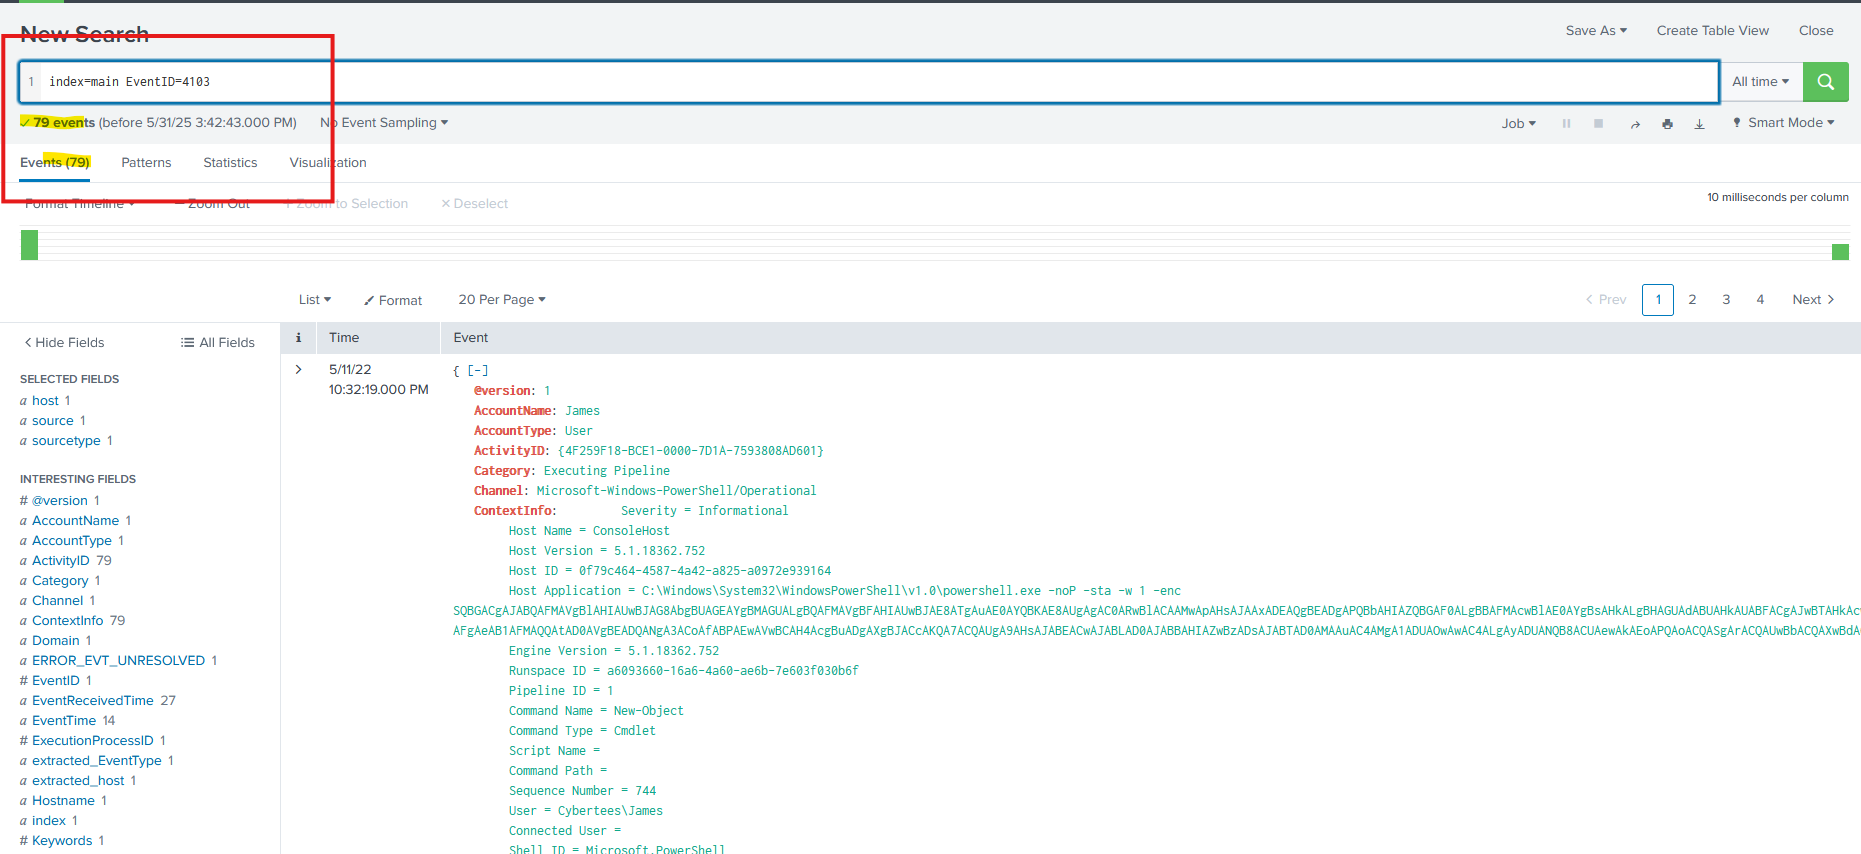 New Search
Save As
Create Table View
Close
1 index=main EventID=4103
All time
79 events (before 5/31/25 3:42:43.000 PM)
No Event Sampling
Job
Smart Mode
Events (79)
Patterns
Statistics
Visualization
Format Timeline
— Zoom Out
+ Zoom to Selection
× Deselect
10 milliseconds per column
List
Format
20 Per Page
< Prev
1
2
3
4
Next >
< Hide Fields
All Fields
i
Time
Event
SELECTED FIELDS
a host 1
a source 1
a sourcetype 1
INTERESTING FIELDS
# @version 1
a AccountName 1
a AccountType 1
a ActivityID 79
a Category 1
a Channel 1
a ContextInfo 79
a Domain 1
a ERROR_EVT_UNRESOLVED 1
# EventID 1
a EventReceivedTime 27
a EventTime 14
# ExecutionProcessID 1
a extracted_EventType 1
a extracted_host 1
a Hostname 1
a index 1
# Keywords 1
5/11/22
10:32:19.000 PM
{ [-]
@version: 1
AccountName: James
AccountType: User
ActivityID: {4F259F18-BCE1-0000-7D1A-7593808AD601}
Category: Executing Pipeline
Channel: Microsoft-Windows-PowerShell/Operational
ContextInfo: Severity = Informational
Host Name = ConsoleHost
Host Version = 5.1.18362.752
Host ID = 0f79c464-4587-4a42-a825-a0972e939164
Host Application = C:\Windows\System32\WindowsPowerShell\v1.0\powershell.exe -noP -sta -w 1 -enc
Engine Version = 5.1.18362.752
Runspace ID = a6093660-16a6-4a60-ae6b-7e603f030b6f
Pipeline ID = 1
Command Name = New-Object
Command Type = Cmdlet
Script Name =
Command Path =
Sequence Number = 744
User = Cybertees\James
Connected User =
Shell ID = Microsoft.PowerShell